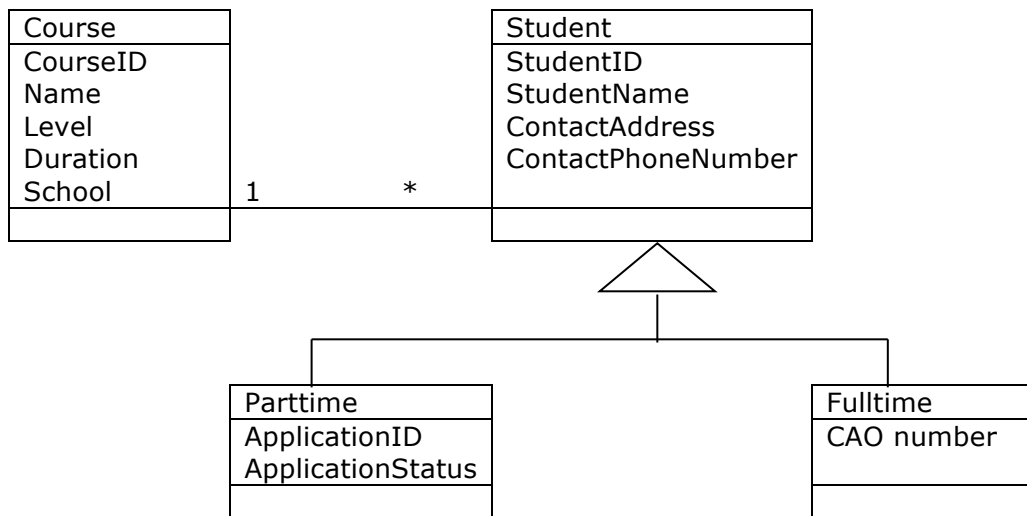 Course
CourseID
Name
Level
Duration
School
1
*
Student
StudentID
StudentName
ContactAddress
ContactPhoneNumber
Parttime
ApplicationID
ApplicationStatus
Fulltime
CAO number